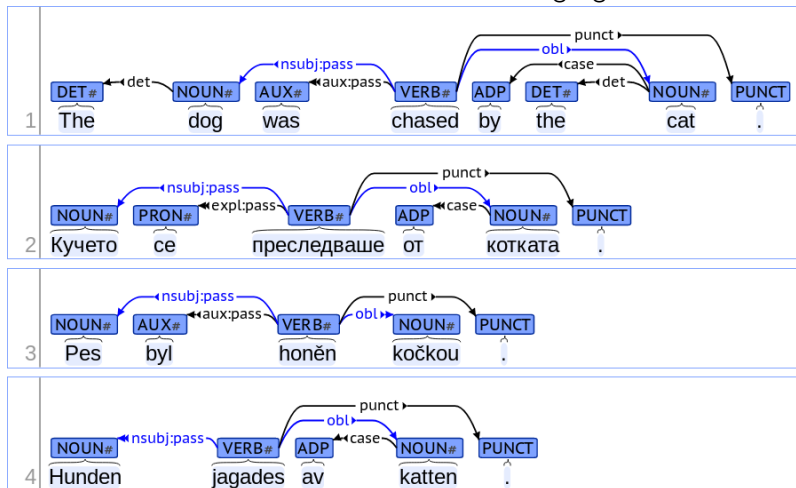 punct
obl
nsubj:pass case
det aux:pass det
DET# NOUN# AUX# VERB# ADP DET# NOUN# PUNCT
1 The dog was chased by the cat .
punct
nsubj:pass obl
expl:pass case
NOUN# PRON# VERB# ADP NOUN# PUNCT
2 Кучето се преследваше от котката .
nsubj:pass punct
aux:pass obl
NOUN# AUX# VERB# NOUN# PUNCT
3 Pes byl honěn kočkou .
punct
obl
nsubj:pass case
NOUN# VERB# ADP NOUN# PUNCT
4 Hunden jagades av katten .